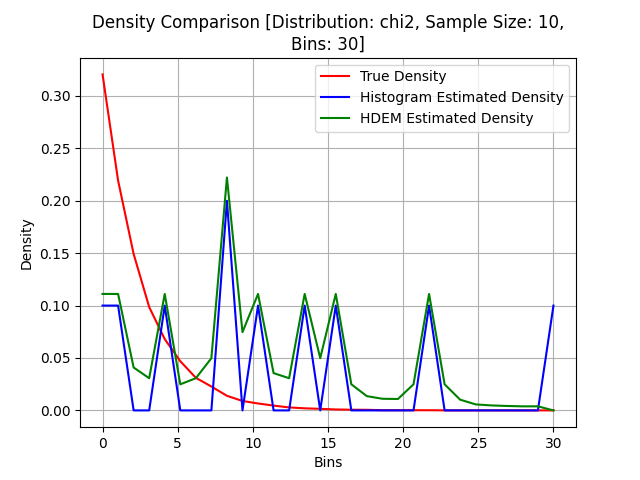 Density Comparison [Distribution: chi2, Sample Size: 10,
Bins: 30]
True Density
Histogram Estimated Density
HDEM Estimated Density
Density
0.30
0.25
0.20
0.15
0.10
0.05
0.00
0 5 10 15 20 25 30
Bins